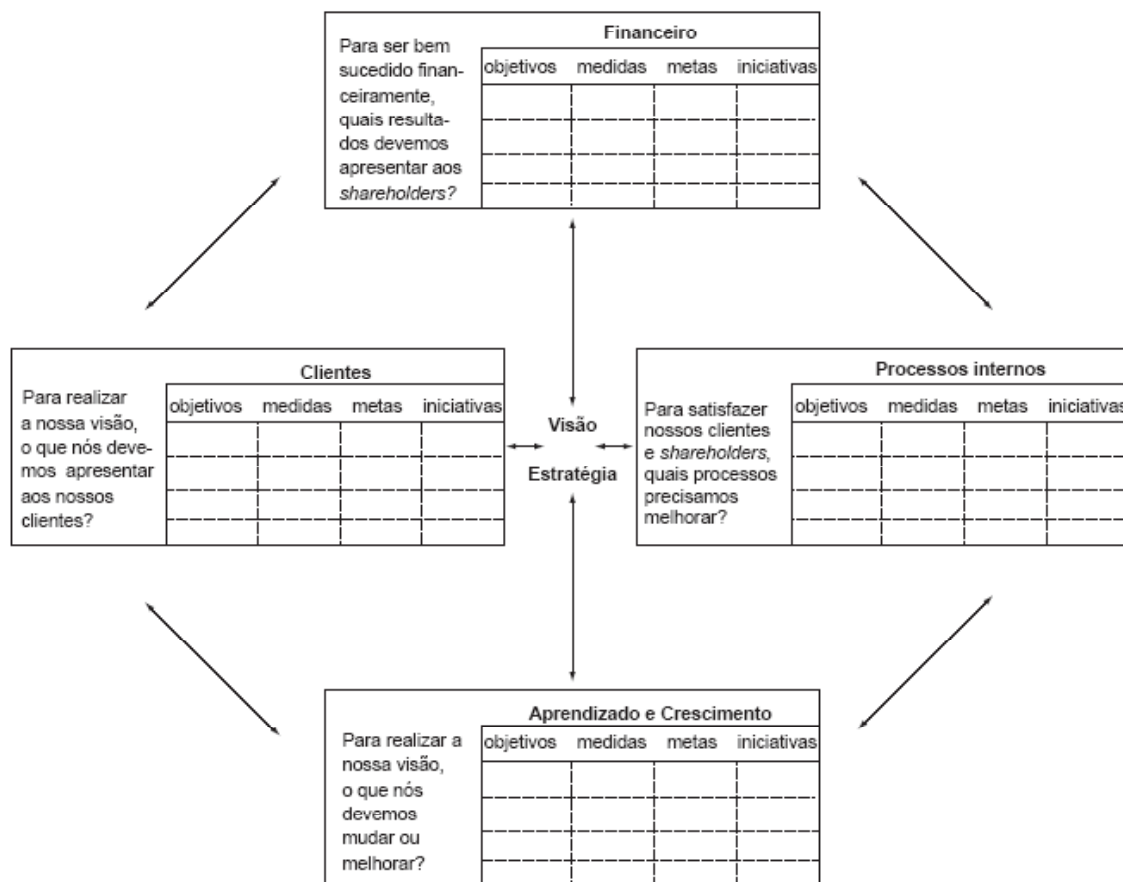 Financeiro
Para ser bem
sucedido finan-
ceiramente,
quais resulta-
dos devemos
apresentar aos
shareholders?
objetivos medidas metas iniciativas
Clientes
Para realizar
a nossa visão,
o que nós deve-
mos apresentar
aos nossos
clientes?
objetivos medidas metas iniciativas
Visão
Estratégia
Processos internos
Para satisfazer
nossos clientes
e shareholders,
quais processos
precisamos
melhorar?
objetivos medidas metas iniciativas
Aprendizado e Crescimento
Para realizar a
nossa visão,
o que nós
devemos
mudar ou
melhorar?
objetivos medidas metas iniciativas